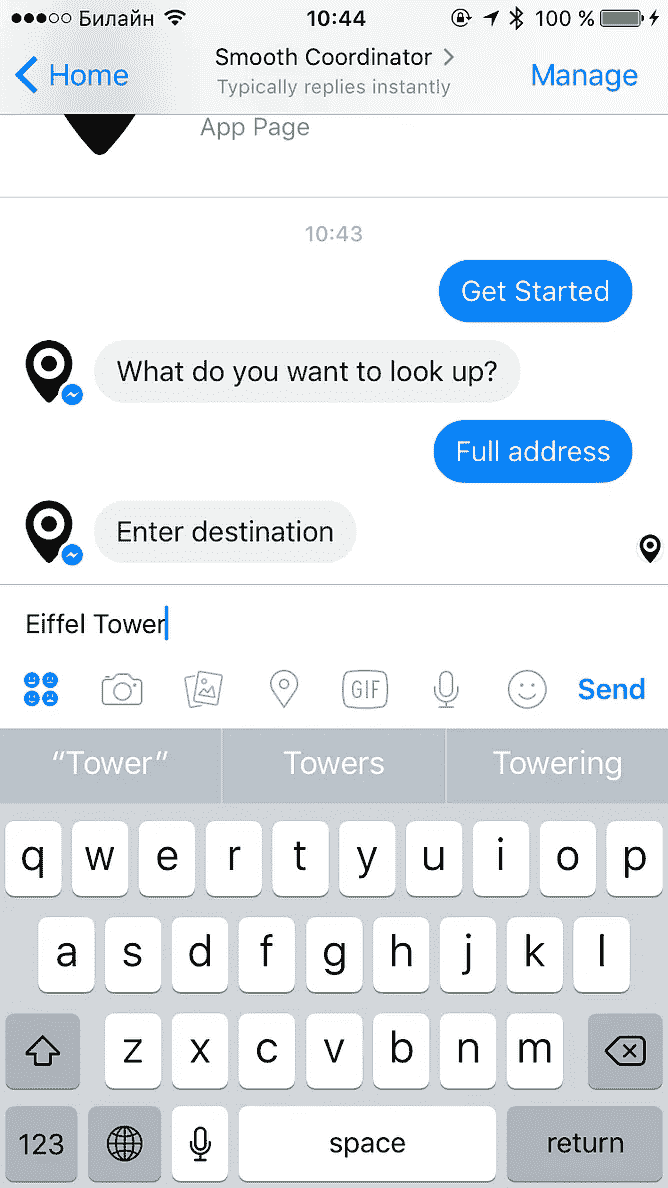 Билайн 10:44 100 %
Smooth Coordinator
Home Manage
Typically replies instantly
App Page
10:43
Get Started
What do you want to look up?
Full address
Enter destination
Eiffel Tower
GIF Send
“Tower” Towers Towering
q w e r t y u i o p
a s d f g h j k l
z x c v b n m
123 space return